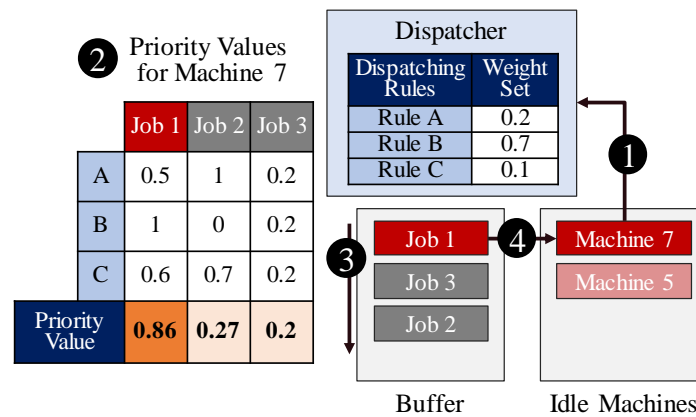 2 Priority Values
for Machine 7
Job 1 Job 2 Job 3
A 0.5 1 0.2
B 1 0 0.2
C 0.6 0.7 0.2
Priority
Value
0.86 0.27 0.2
Dispatcher
Dispatching
Rules
Weight
Set
Rule A 0.2
Rule B 0.7
Rule C 0.1
1
3
Job 1
Job 3
Job 2
Buffer
4
Machine 7
Machine 5
Idle Machines